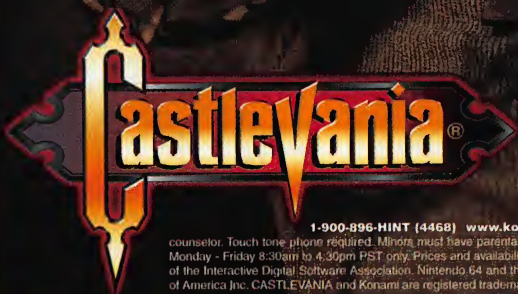 Castlevania®
1-900-896-HINT (4468) www.ko
counselor. Touch tone phone required. Minors must have parenta
Monday - Friday 8:30am to 4:30pm PST only. Prices and availabili
of the Interactive Digital Software Association. Nintendo 64 and th
of America Inc. CASTLEVANIA and Konami are registered tradema